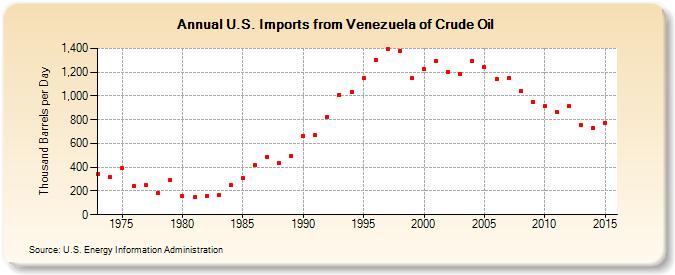 Annual U.S. Imports from Venezuela of Crude Oil
Thousand Barrels per Day
1,400
1,200
1,000
800
600
400
200
0
1975 1980 1985 1990 1995 2000 2005 2010 2015
Source: U.S. Energy Information Administration